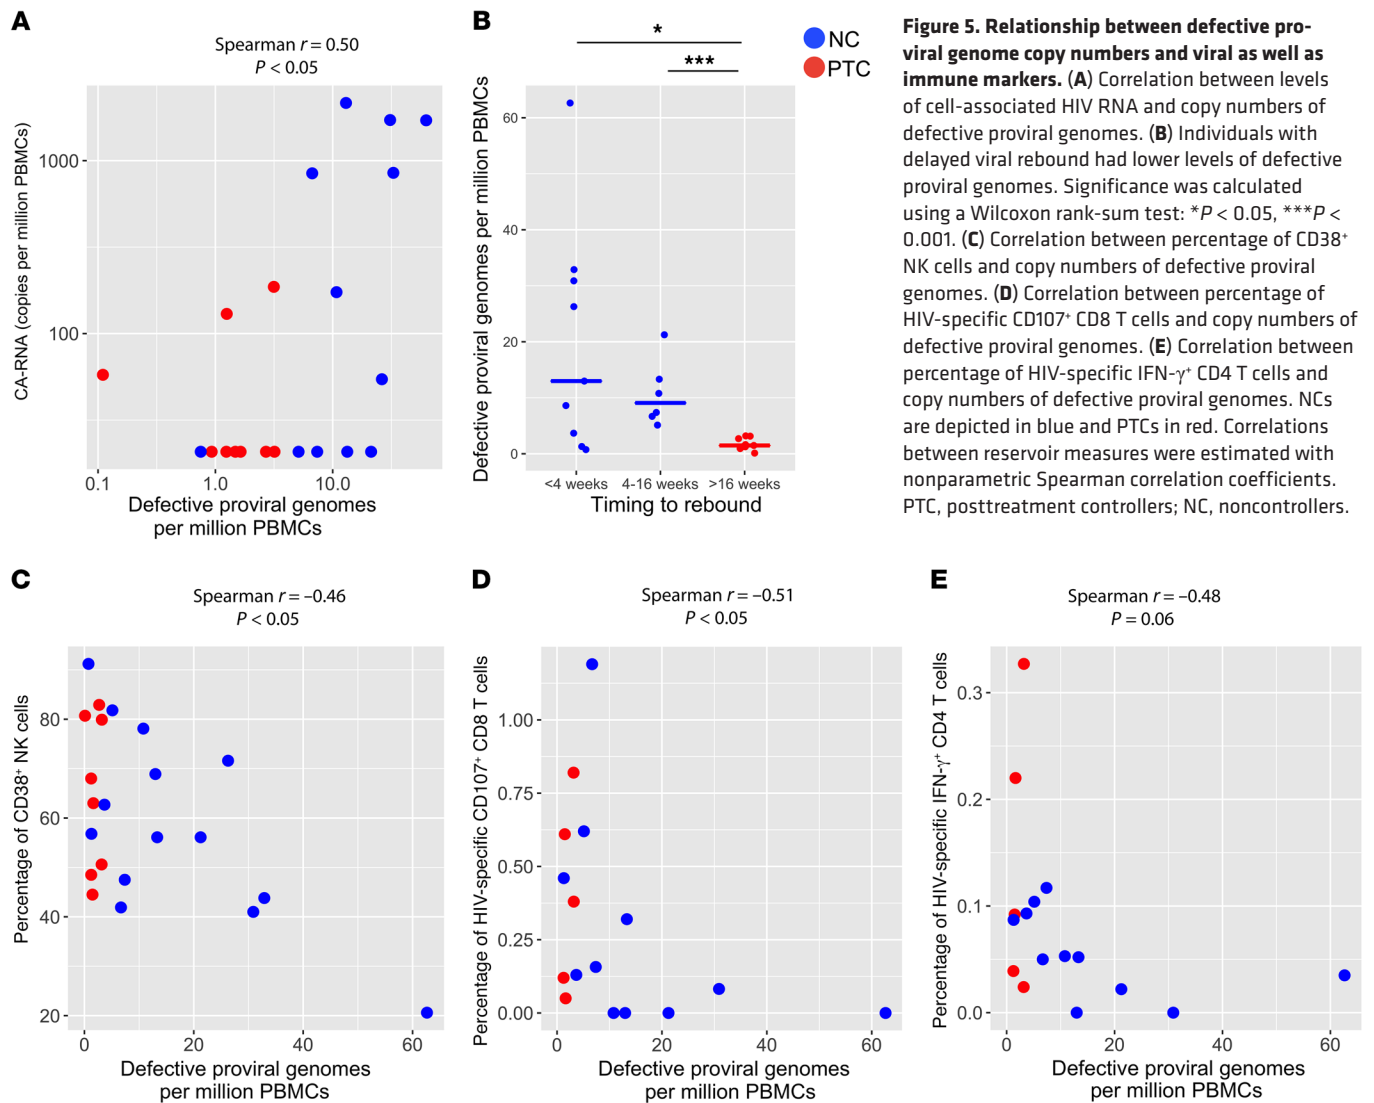 A
Spearman r = 0.50
P < 0.05
CA-RNA (copies per million PBMCs)
1000
100
0.1
1.0
10.0
Defective proviral genomes
per million PBMCs
B
*
***
NC
PTC
Defective proviral genomes per million PBMCs
60
40
20
0
<4 weeks
4-16 weeks
>16 weeks
Timing to rebound
Figure 5. Relationship between defective pro-
viral genome copy numbers and viral as well as
immune markers. (A) Correlation between levels
of cell-associated HIV RNA and copy numbers of
defective proviral genomes. (B) Individuals with
delayed viral rebound had lower levels of defective
proviral genomes. Significance was calculated
using a Wilcoxon rank-sum test: *P < 0.05, ***P <
0.001. (C) Correlation between percentage of CD38⁺
NK cells and copy numbers of defective proviral
genomes. (D) Correlation between percentage of
HIV-specific CD107⁺ CD8 T cells and copy numbers of
defective proviral genomes. (E) Correlation between
percentage of HIV-specific IFN-γ⁺ CD4 T cells and
copy numbers of defective proviral genomes. NCs
are depicted in blue and PTCs in red. Correlations
between reservoir measures were estimated with
nonparametric Spearman correlation coefficients.
PTC, posttreatment controllers; NC, noncontrollers.
C
Spearman r = –0.46
P < 0.05
Percentage of CD38⁺ NK cells
80
60
40
20
0
20
40
60
Defective proviral genomes
per million PBMCs
D
Spearman r = –0.51
P < 0.05
Percentage of HIV-specific CD107⁺ CD8 T cells
1.00
0.75
0.50
0.25
0.00
0
20
40
60
Defective proviral genomes
per million PBMCs
E
Spearman r = –0.48
P = 0.06
Percentage of HIV-specific IFN-γ⁺ CD4 T cells
0.3
0.2
0.1
0.0
0
20
40
60
Defective proviral genomes
per million PBMCs